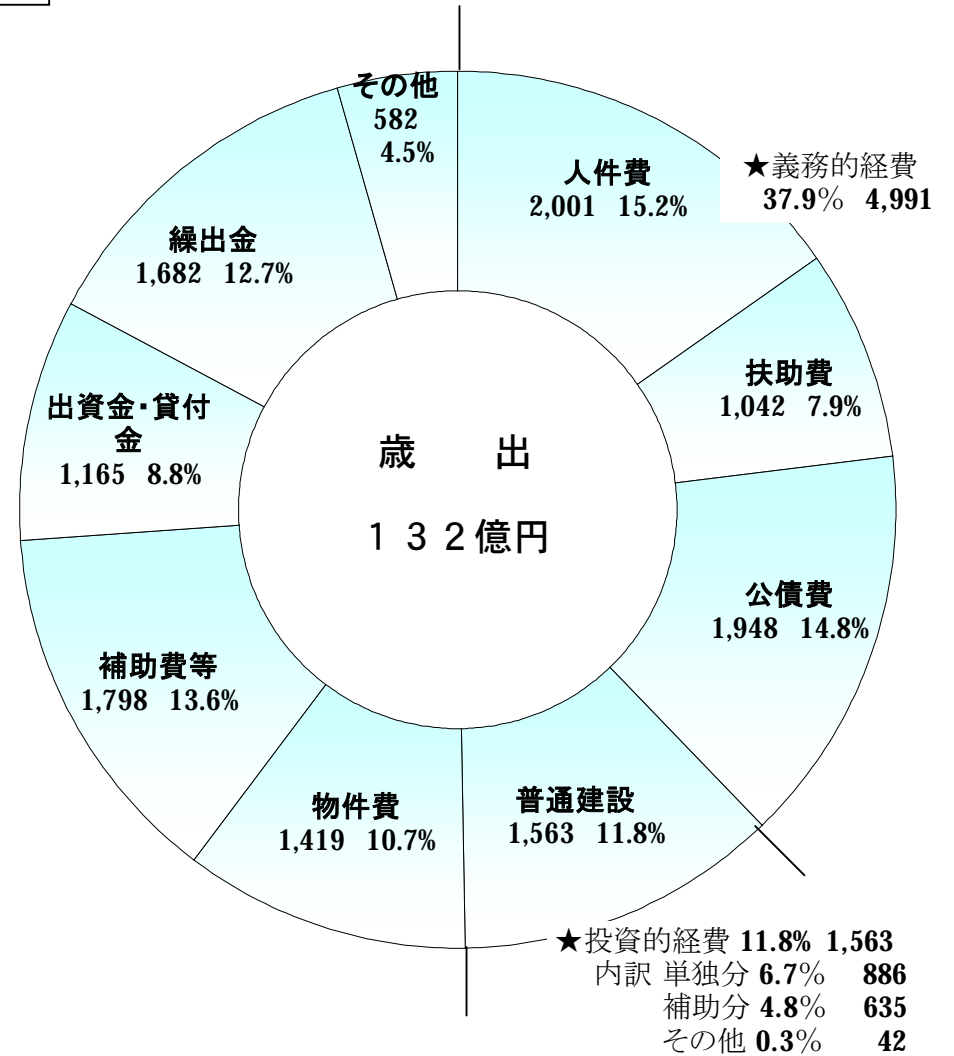 その他
582
4.5%
人件費
2,001 15.2%
★義務的経費
37.9% 4,991
繰出金
1,682 12.7%
扶助費
1,042 7.9%
出資金・貸付
金
1,165 8.8%
歳 出
132億円
公債費
1,948 14.8%
補助費等
1,798 13.6%
物件費
1,419 10.7%
普通建設
1,563 11.8%
★投資的経費 11.8% 1,563
内訳 単独分 6.7% 886
補助分 4.8% 635
その他 0.3% 42